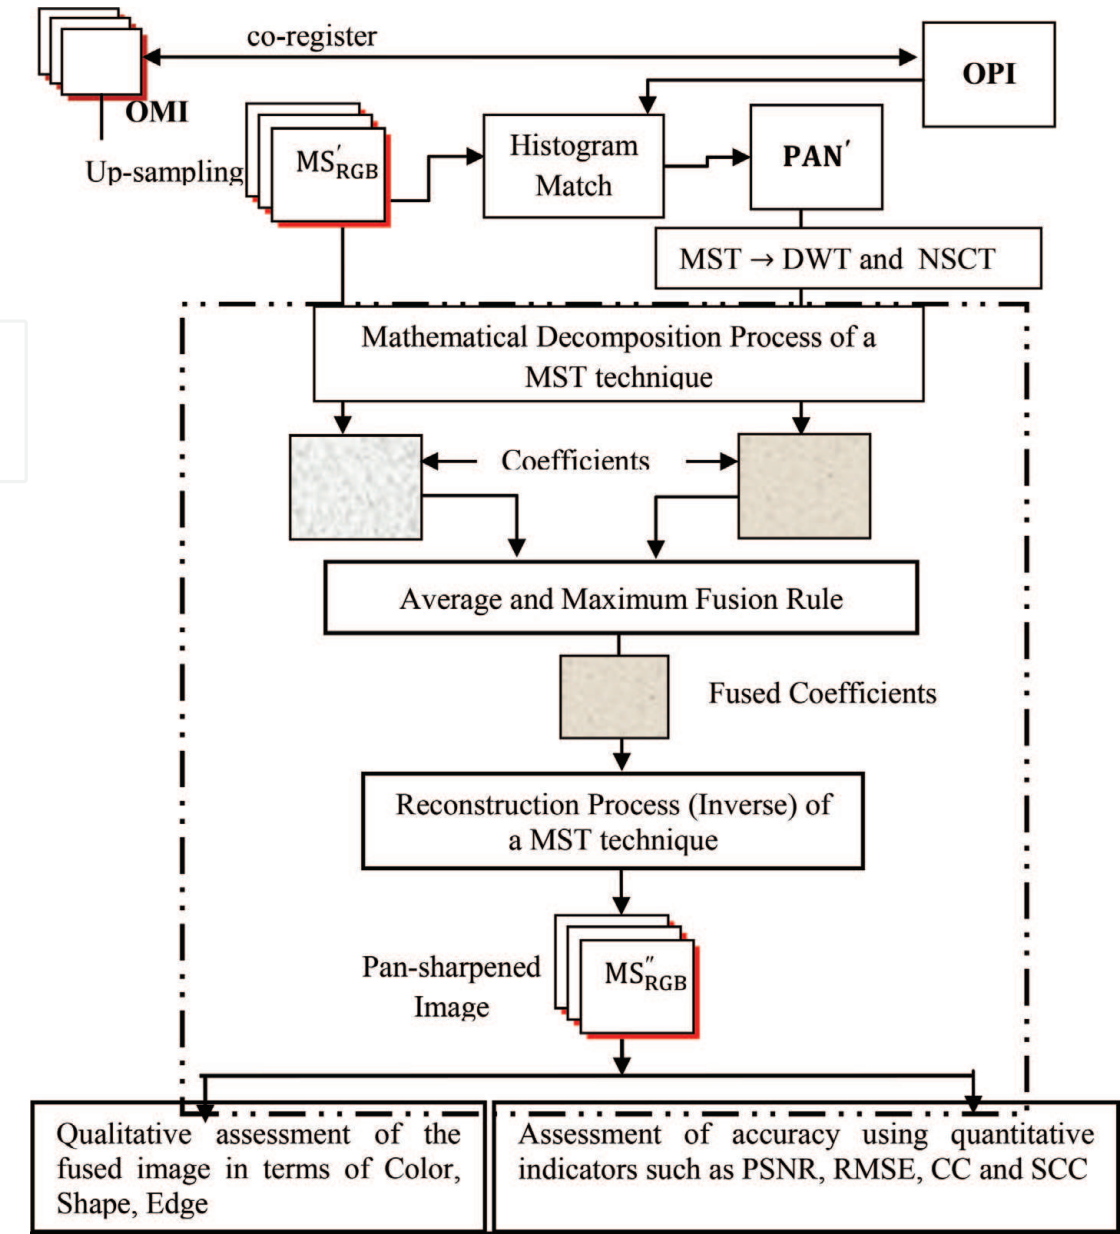 co-register
OPI
OMI
Up-sampling
MS′RGB
Histogram
Match
PAN′
MST → DWT and NSCT
Mathematical Decomposition Process of a
MST technique
Coefficients
Average and Maximum Fusion Rule
Fused Coefficients
Reconstruction Process (Inverse) of
a MST technique
Pan-sharpened
Image
MS″RGB
Qualitative assessment of the
fused image in terms of Color,
Shape, Edge
Assessment of accuracy using quantitative
indicators such as PSNR, RMSE, CC and SCC